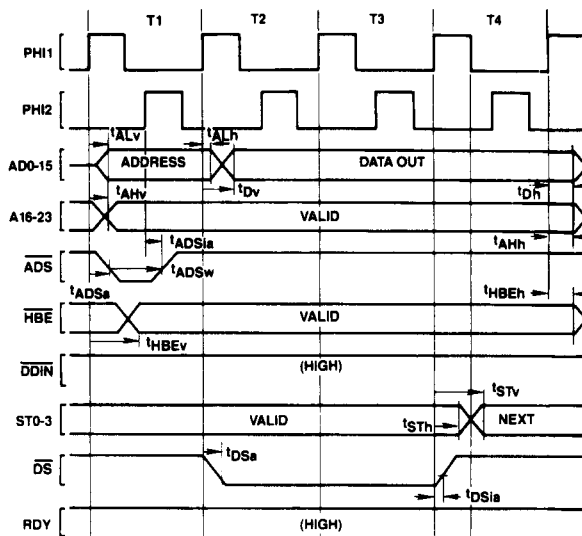 T1 T2 T3 T4
PHI1
PHI2
tALv tALh
AD0-15 ADDRESS DATA OUT
tAHv tDv tDh
A16-23 VALID
tADSia tAHh
ADS tADSw
tADSa tHBEh
HBE VALID
tHBEv
DDIN (HIGH)
tSTv
ST0-3 VALID tSTh NEXT
DS tDSa
tDSia
RDY (HIGH)